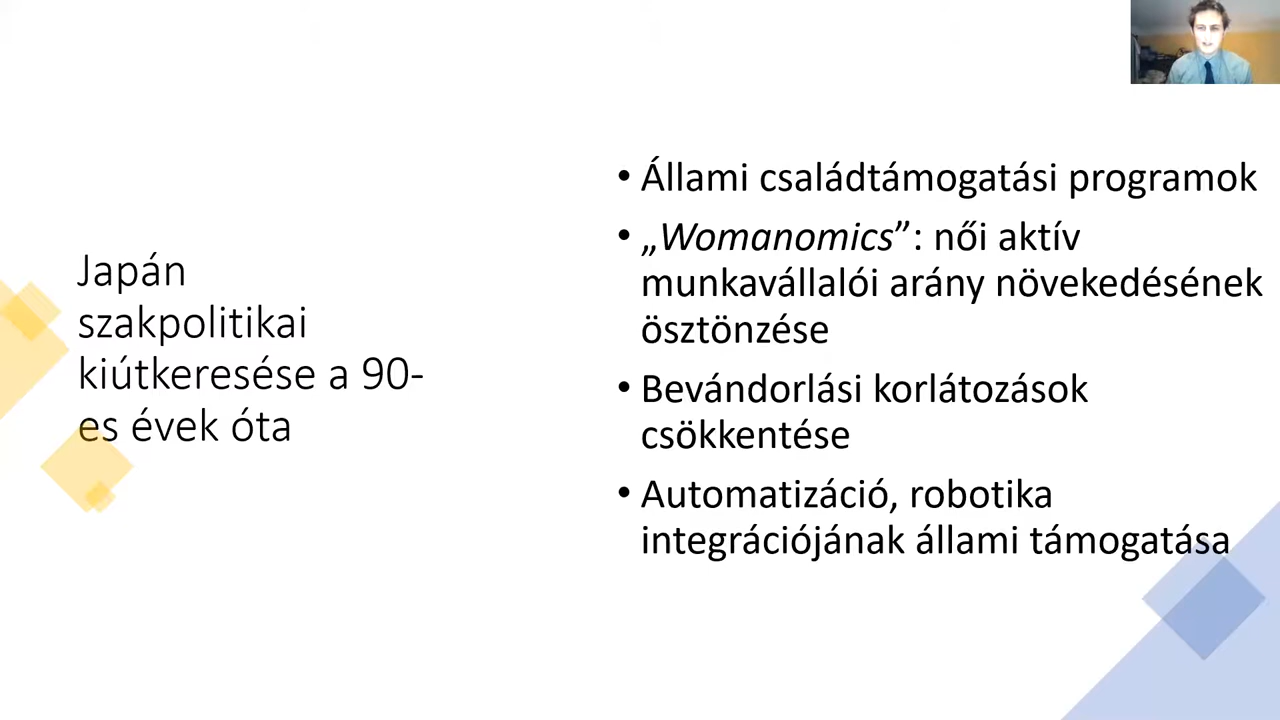 Japán
szakpolitikai
kiútkeresése a 90-
es évek óta
• Állami családtámogatási programok
• „Womanomics”: női aktív
munkavállalói arány növekedésének
ösztönzése
• Bevándorlási korlátozások
csökkentése
• Automatizáció, robotika
integrációjának állami támogatása